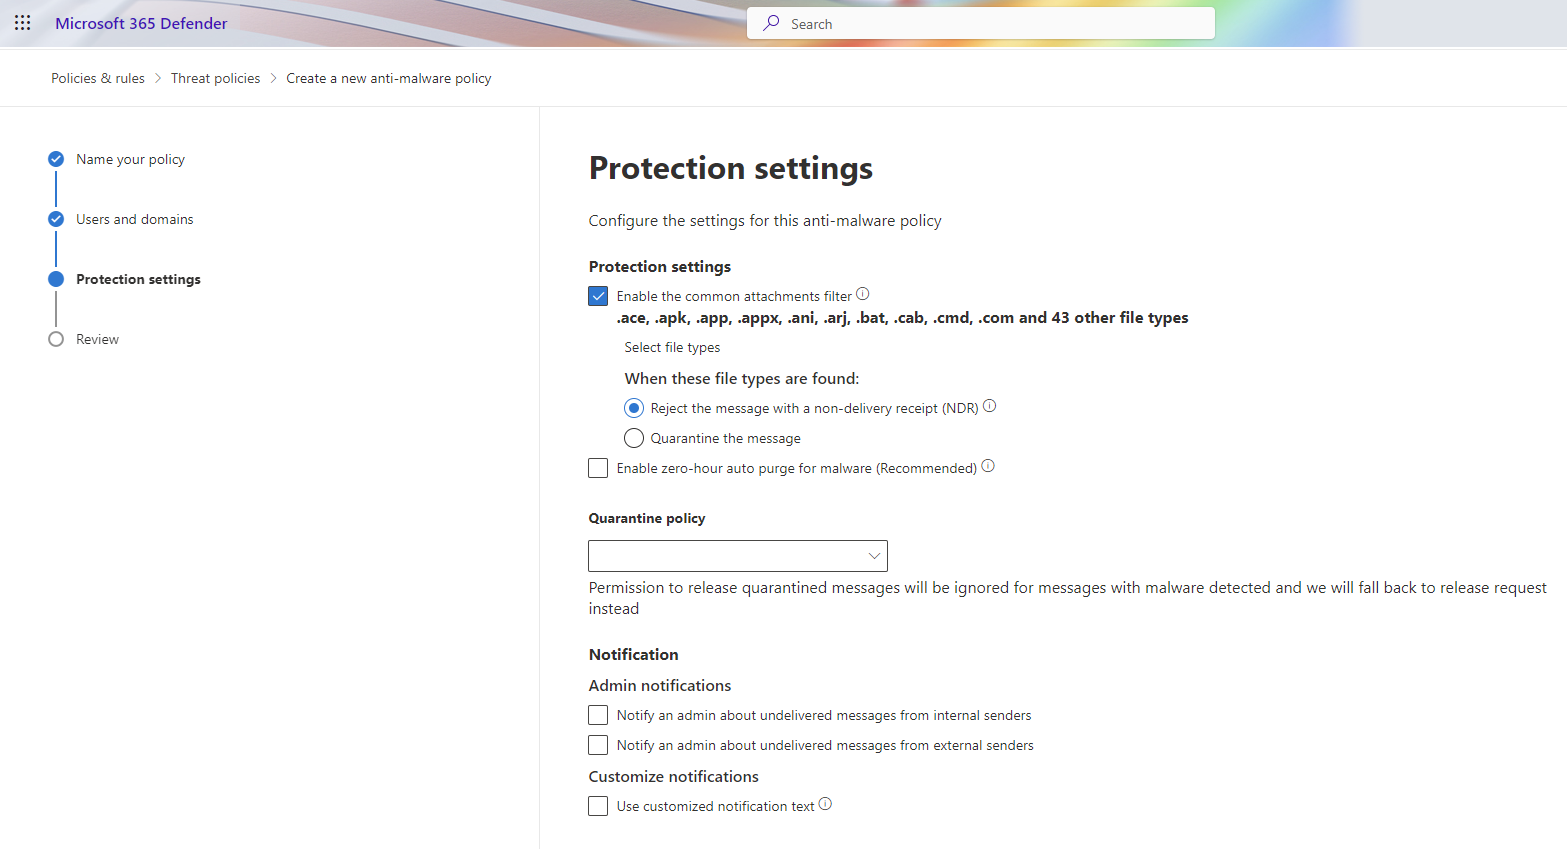 Microsoft 365 Defender
Search
Policies & rules > Threat policies > Create a new anti-malware policy
Name your policy
Users and domains
Protection settings
Review
Protection settings
Configure the settings for this anti-malware policy
Protection settings
Enable the common attachments filter
.ace, .apk, .app, .appx, .ani, .arj, .bat, .cab, .cmd, .com and 43 other file types
Select file types
When these file types are found:
Reject the message with a non-delivery receipt (NDR)
Quarantine the message
Enable zero-hour auto purge for malware (Recommended)
Quarantine policy
Permission to release quarantined messages will be ignored for messages with malware detected and we will fall back to release request
instead
Notification
Admin notifications
Notify an admin about undelivered messages from internal senders
Notify an admin about undelivered messages from external senders
Customize notifications
Use customized notification text